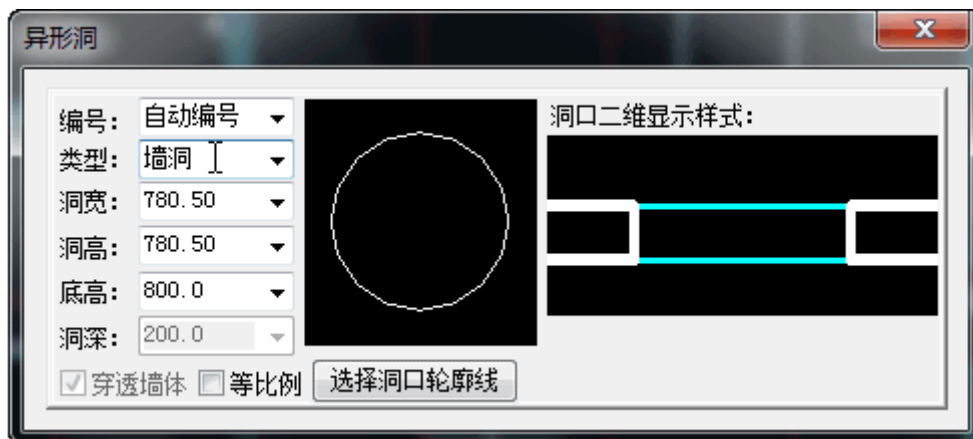 异形洞
编号: 自动编号
类型: 墙洞
洞宽: 780.50
洞高: 780.50
底高: 800.0
洞深: 200.0
穿透墙体 等比例 选择洞口轮廓线
洞口二维显示样式: